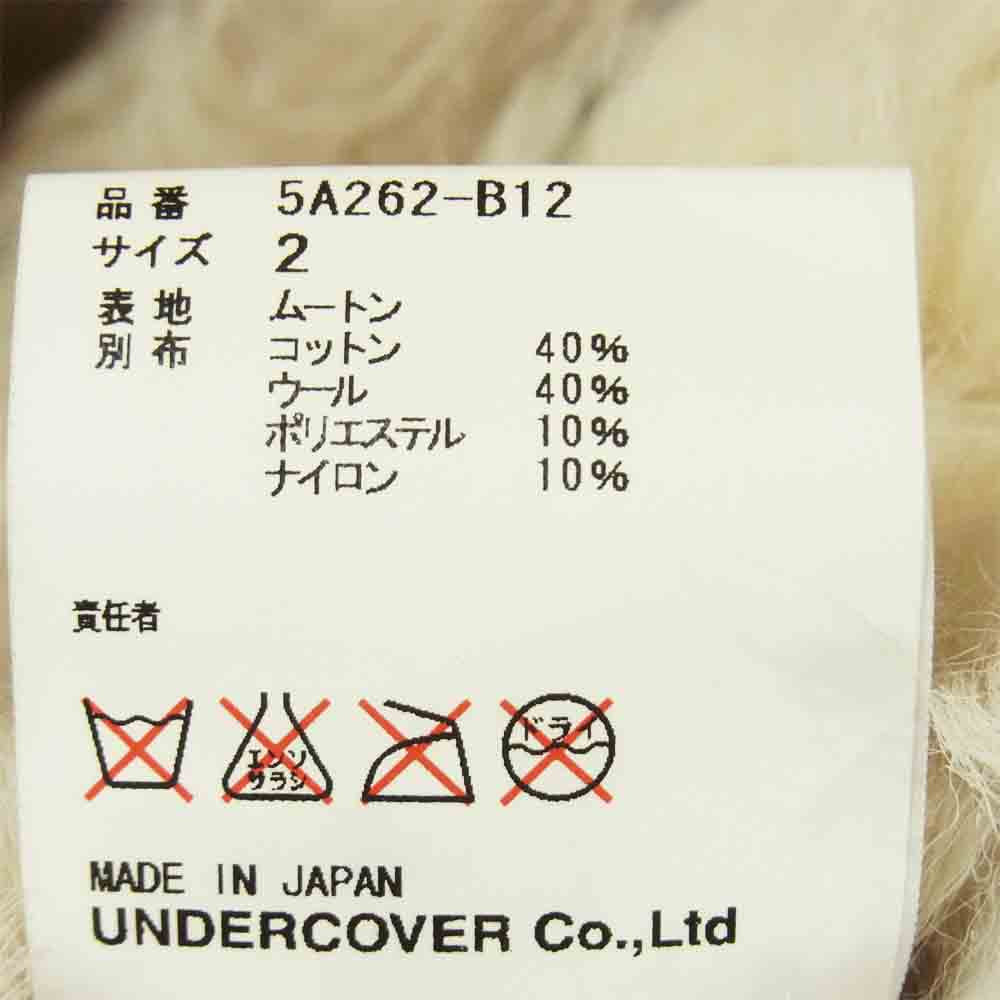 品番 5A262-B12
サイズ 2
表地 ムートン
別布 コットン 40%
ウール 40%
ポリエステル 10%
ナイロン 10%
責任者
エンソ
サラシ
ドライ
MADE IN JAPAN
UNDERCOVER Co.,Ltd